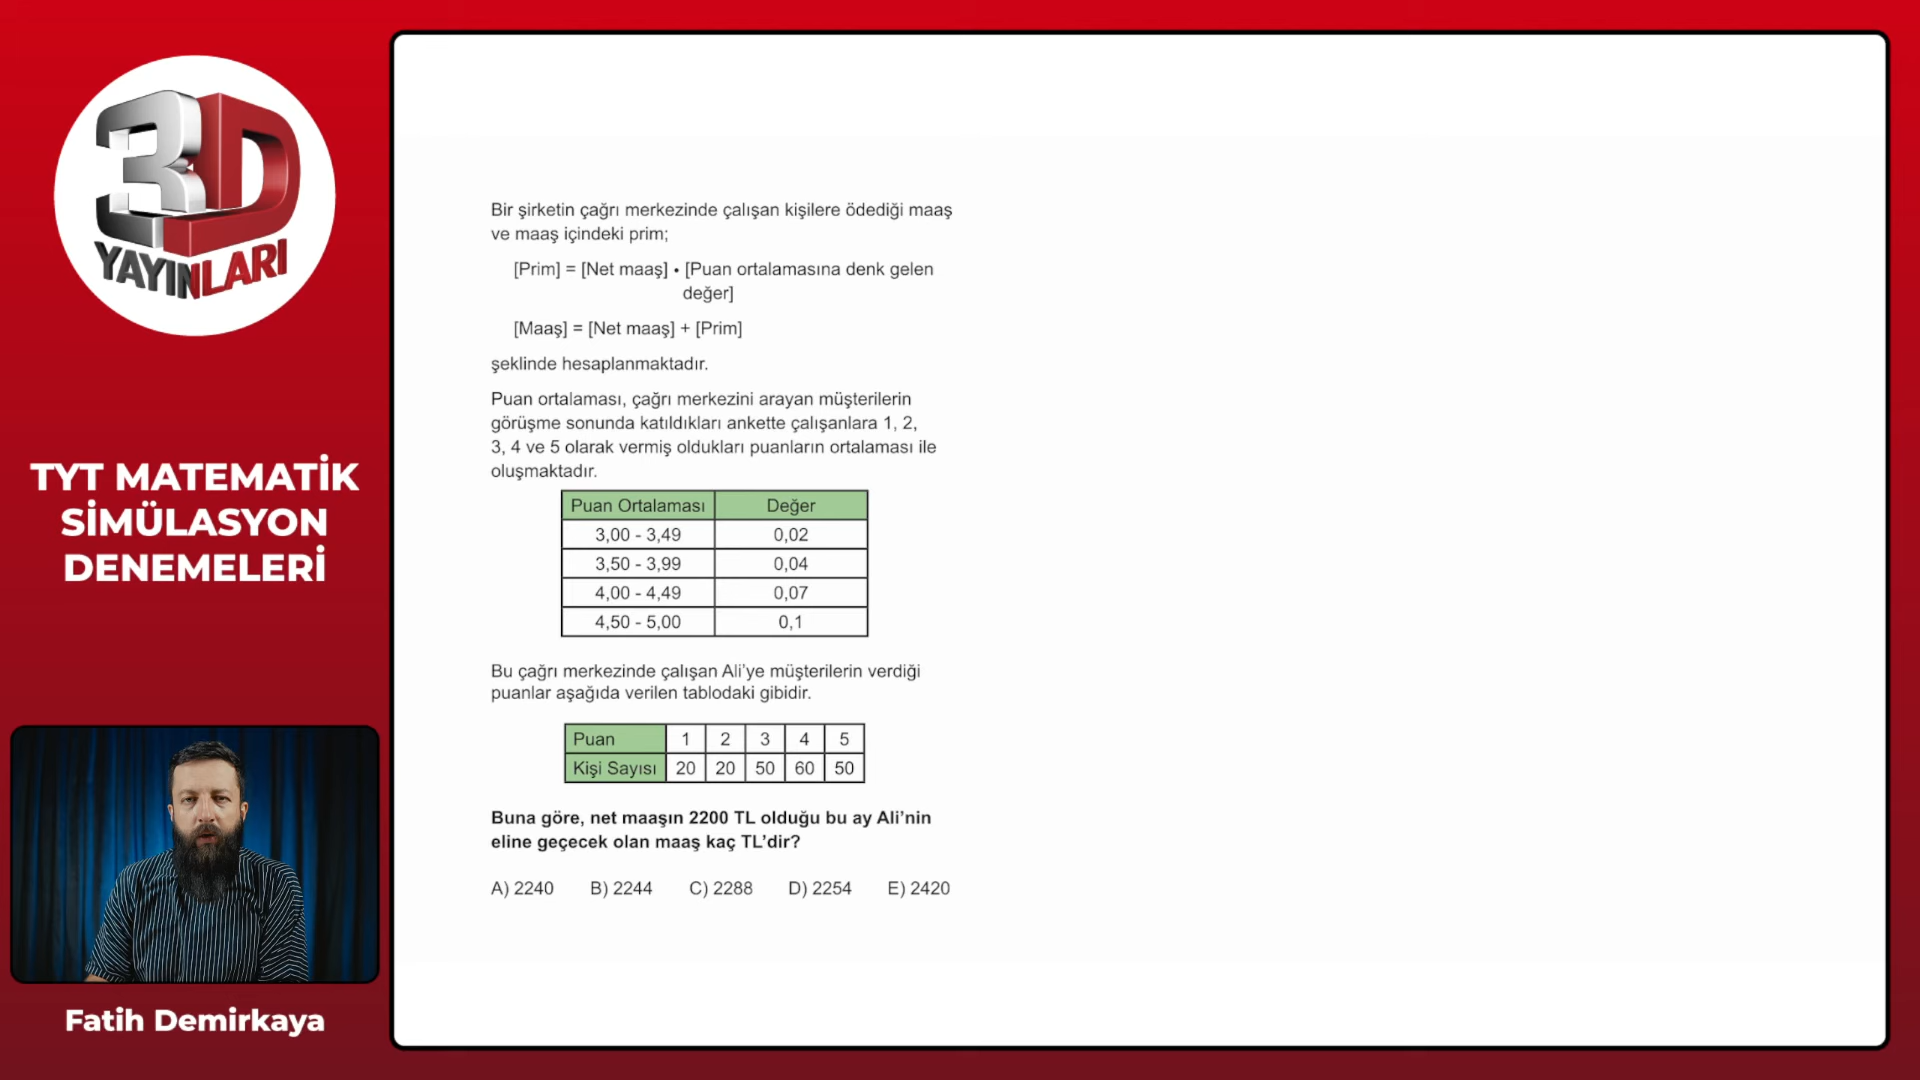 3D
YAYINLARI
TYT MATEMATİK
SİMÜLASYON
DENEMELERİ
Fatih Demirkaya
Bir şirketin çağrı merkezinde çalışan kişilere ödediği maaş
ve maaş içindeki prim;
[Prim] = [Net maaş] • [Puan ortalamasına denk gelen
değer]
[Maaş] = [Net maaş] + [Prim]
şeklinde hesaplanmaktadır.
Puan ortalaması, çağrı merkezini arayan müşterilerin
görüşme sonunda katıldıkları ankette çalışanlara 1, 2,
3, 4 ve 5 olarak vermiş oldukları puanların ortalaması ile
oluşmaktadır.
Puan Ortalaması Değer
3,00 - 3,49 0,02
3,50 - 3,99 0,04
4,00 - 4,49 0,07
4,50 - 5,00 0,1
Bu çağrı merkezinde çalışan Ali'ye müşterilerin verdiği
puanlar aşağıda verilen tablodaki gibidir.
Puan 1 2 3 4 5
Kişi Sayısı 20 20 50 60 50
Buna göre, net maaşın 2200 TL olduğu bu ay Ali'nin
eline geçecek olan maaş kaç TL'dir?
A) 2240 B) 2244 C) 2288 D) 2254 E) 2420